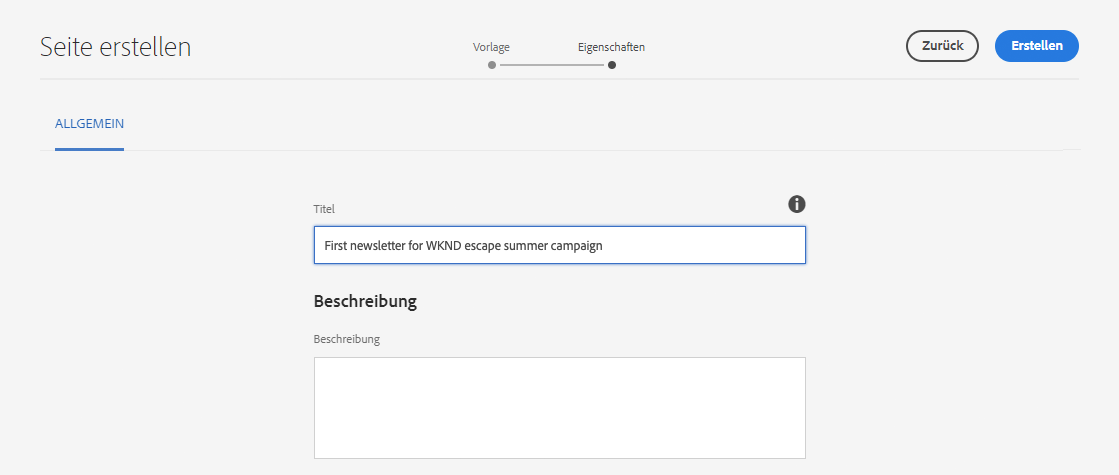 Seite erstellen
Vorlage
Eigenschaften
Zurück
Erstellen
ALLGEMEIN
Titel
First newsletter for WKND escape summer campaign
Beschreibung
Beschreibung